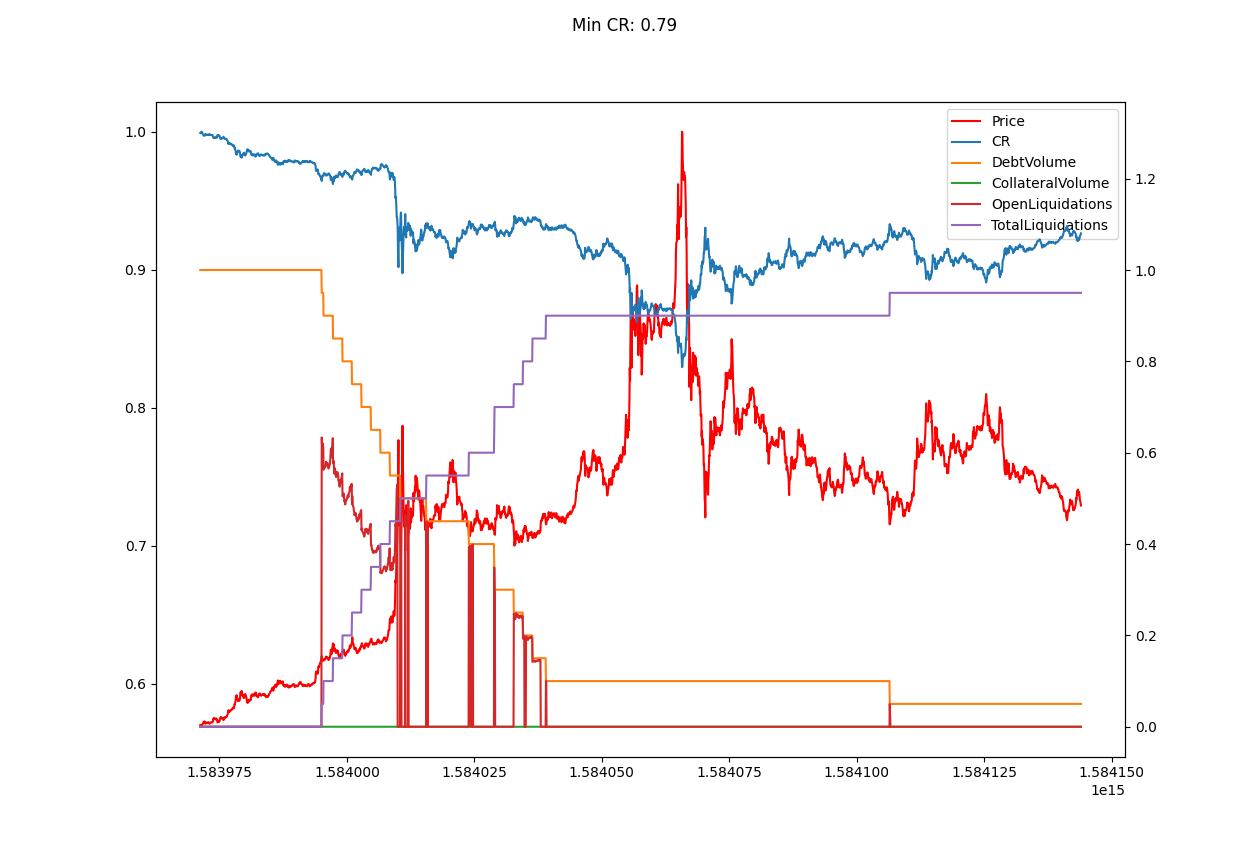 Min CR: 0.79
1.0
0.9
0.8
0.7
0.6
Price
CR
DebtVolume
CollateralVolume
OpenLiquidations
TotalLiquidations
1.2
1.0
0.8
0.6
0.4
0.2
0.0
1.583975 1.584000 1.584025 1.584050 1.584075 1.584100 1.584125 1.584150
1e15